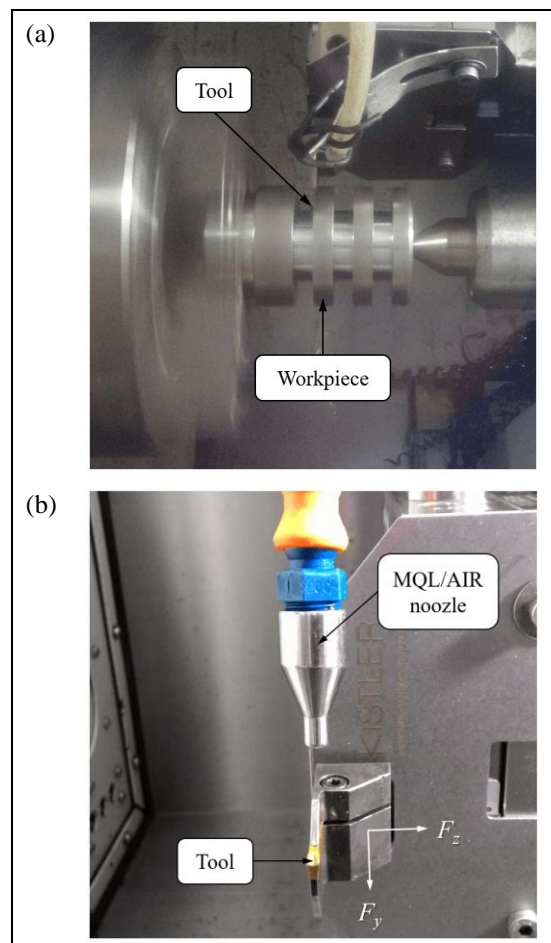 (a)
Tool
Workpiece
(b)
MQL/AIR
noozle
KISTLER
Tool
F_z
F_y